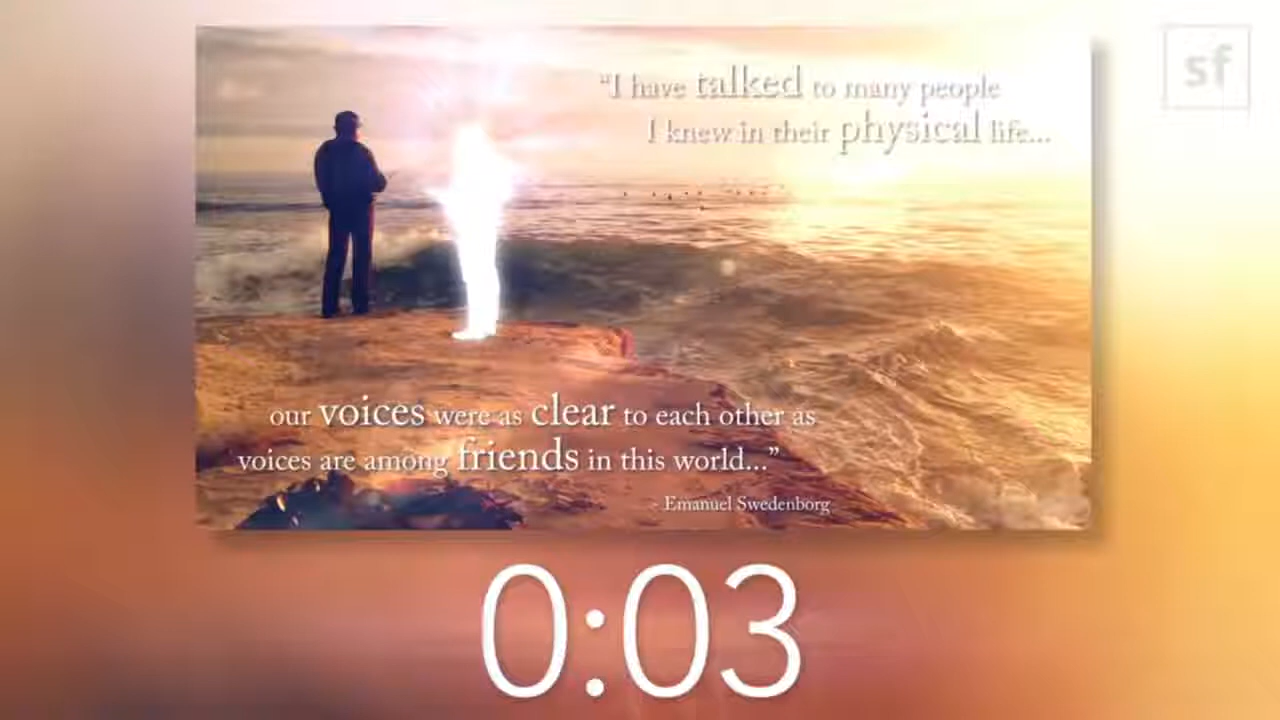 sf
“I have talked to many people
I knew in their physical life...
our voices were as clear to each other as
voices are among friends in this world...”
- Emanuel Swedenborg
0:03